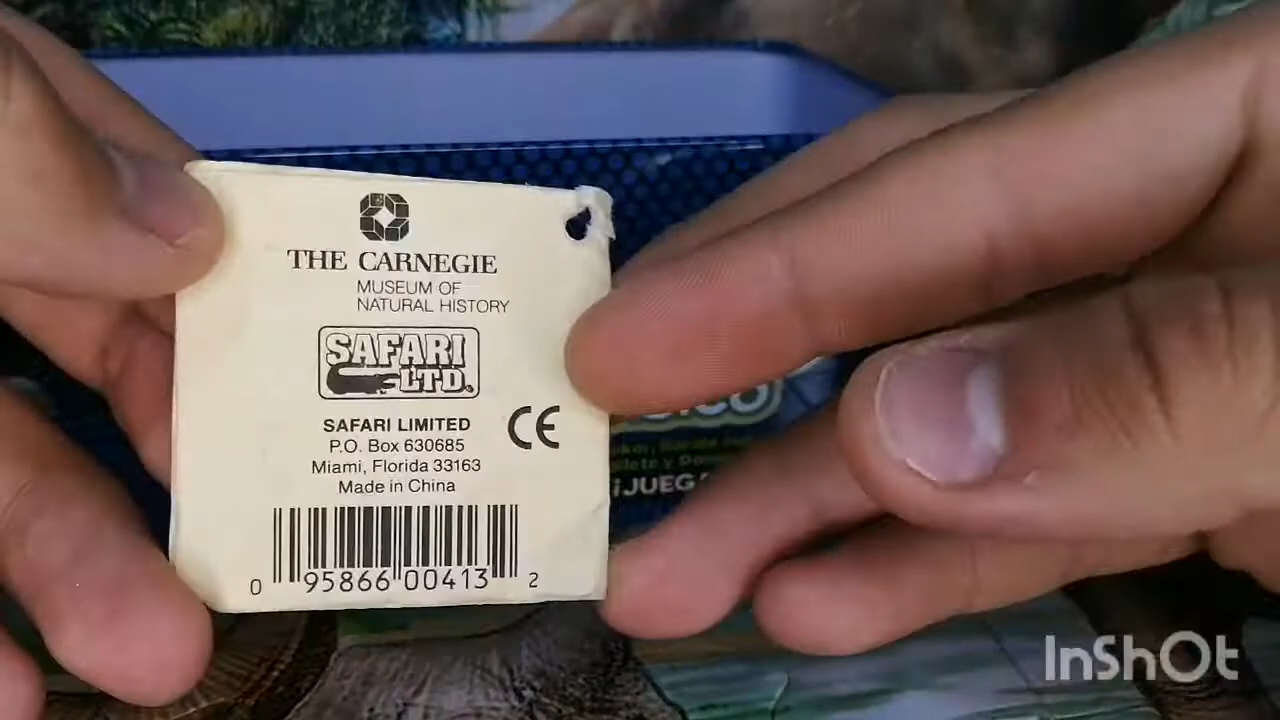 THE CARNEGIE
MUSEUM OF
NATURAL HISTORY
SAFARI
LTD.
SAFARI LIMITED
P.O. Box 630685
Miami, Florida 33163
Made in China
CE
0 95866 00413 2
¡JUEG
InShOt